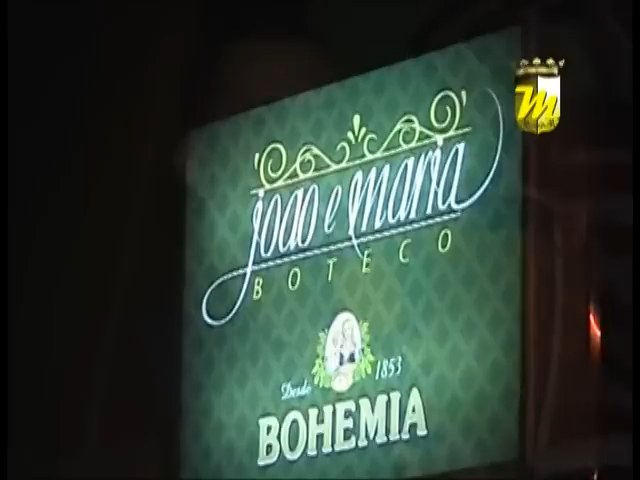 joao e maria
BOTECO
Desde 1853
BOHEMIA
M